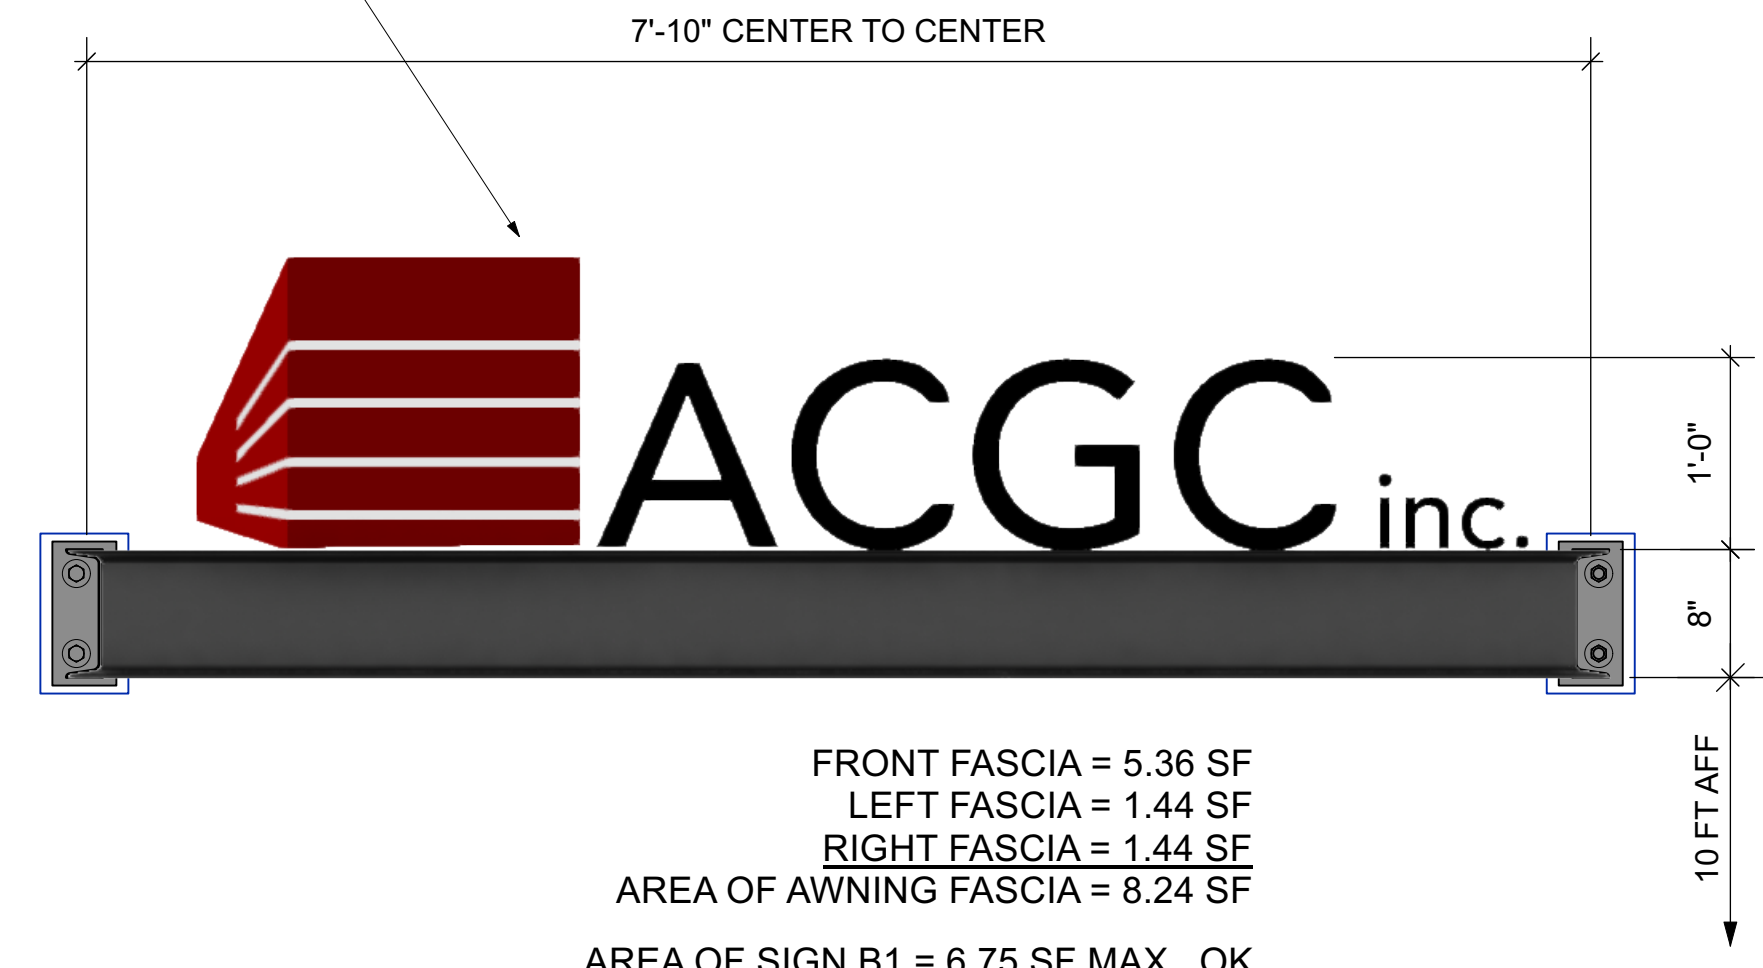 7'-10" CENTER TO CENTER
ACGC inc.
1'-0"
8"
10 FT AFF
FRONT FASCIA = 5.36 SF
LEFT FASCIA = 1.44 SF
RIGHT FASCIA = 1.44 SF
AREA OF AWNING FASCIA = 8.24 SF
AREA OF SIGN B1 = 6.75 SF MAX OK